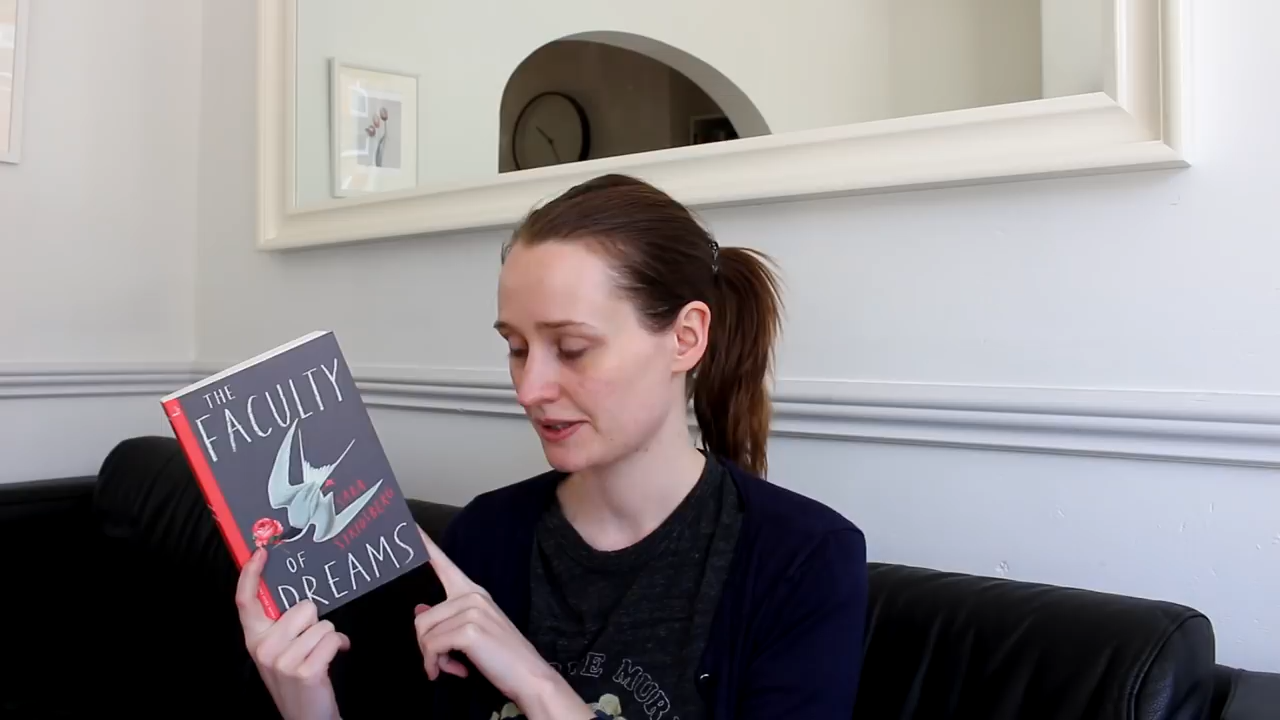 THE
FACULTY
SARA
STRIDSBERG
OF
DREAMS